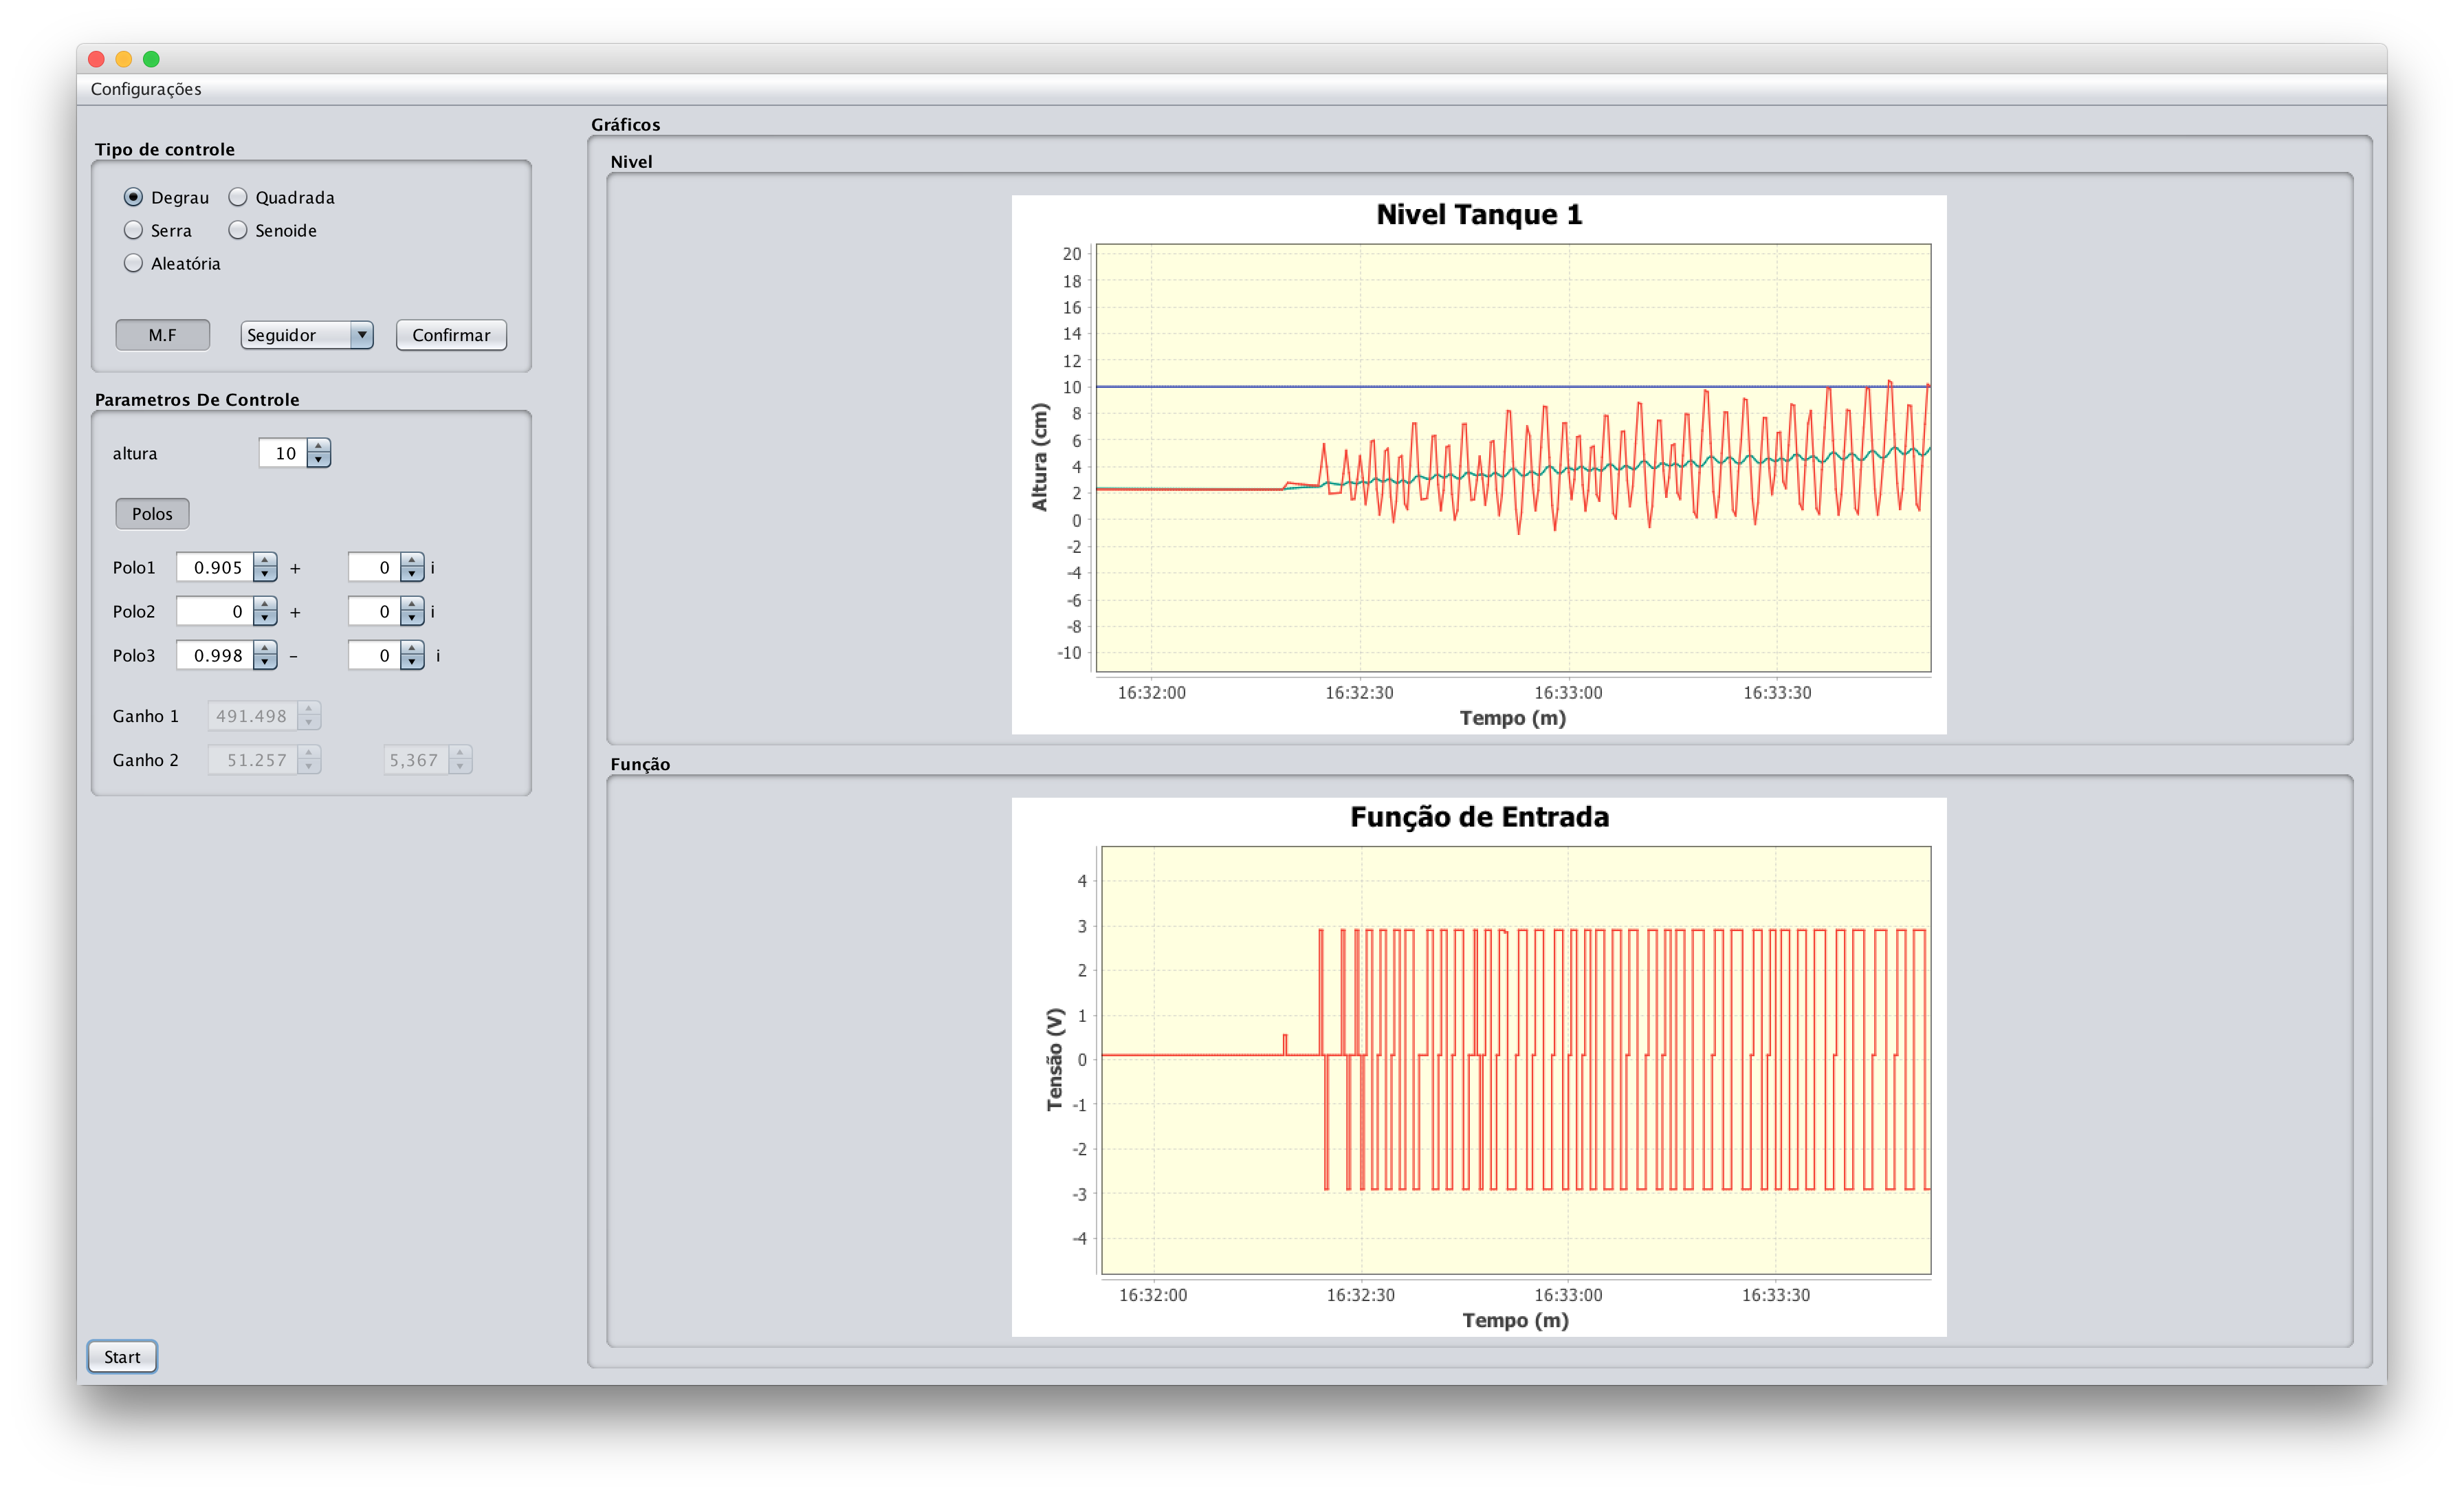 Configurações
Tipo de controle
Degrau Quadrada
Serra Senoide
Aleatória
M.F Seguidor Confirmar
Parametros De Controle
altura 10
Polos
Polo1 0.905 + 0 i
Polo2 0 + 0 i
Polo3 0.998 – 0 i
Ganho 1 491.498
Ganho 2 51.257 5,367
Start
Gráficos
Nivel
Nivel Tanque 1
Altura (cm)
20
18
16
14
12
10
8
6
4
2
0
-2
-4
-6
-8
-10
16:32:00 16:32:30 16:33:00 16:33:30
Tempo (m)
Função
Função de Entrada
Tensão (V)
4
3
2
1
0
-1
-2
-3
-4
16:32:00 16:32:30 16:33:00 16:33:30
Tempo (m)